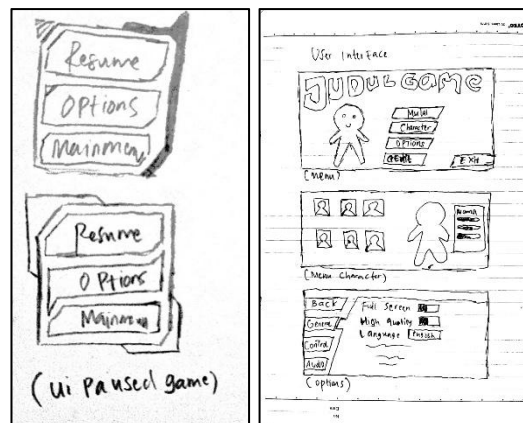 Resume
Options
Mainmenu
Resume
Options
Mainmenu
(ui paused game)
User Interface
JUDUL GAME
Mulai
Character
Options
Exit
(menu)
(Menu Character)
Back
General
Control
Audio
Full Screen
High Quality
Language
English
(options)